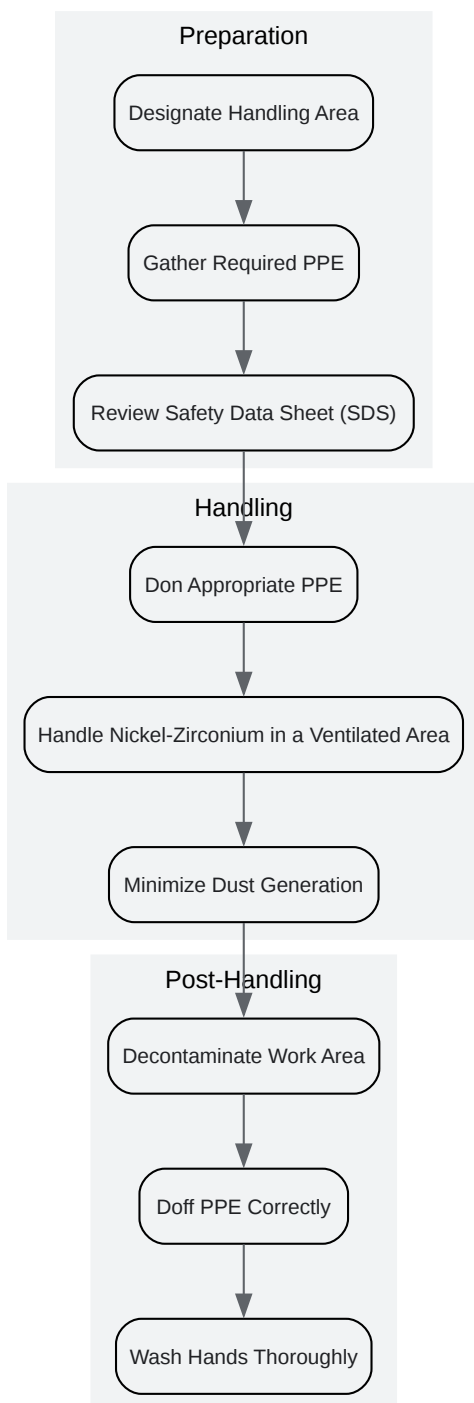 Preparation
Designate Handling Area
Gather Required PPE
Review Safety Data Sheet (SDS)
Handling
Don Appropriate PPE
Handle Nickel-Zirconium in a Ventilated Area
Minimize Dust Generation
Post-Handling
Decontaminate Work Area
Doff PPE Correctly
Wash Hands Thoroughly